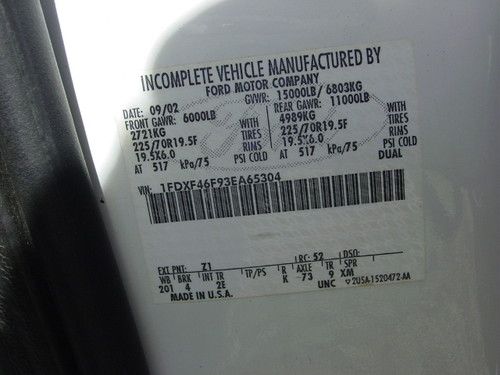 INCOMPLETE VEHICLE MANUFACTURED BY
FORD MOTOR COMPANY
DATE: 09/02 GVWR: 15000LB/ 6803KG
FRONT GAWR: 6000LB REAR GAWR: 11000LB
2721KG WITH 4989KG WITH
225/70R19.5F TIRES 225/70R19.5F TIRES
19.5X6.0 RIMS 19.5X6.0 RIMS
AT 517 kPa/75 PSI COLD AT 517 kPa/75 PSI COLD
DUAL
VIN: 1FDXF46F93EA65304
EXT PNT: Z1 RC: 52 DSO:
WB BRK INT TR TP/PS R AXLE TR SPR
201 4 2E K 73 9 XM
MADE IN U.S.A. UNC 2U5A-1520472-AA